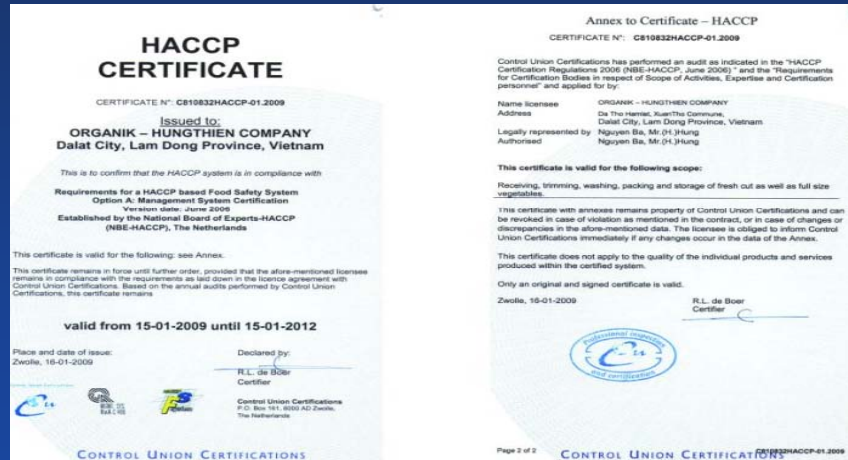 HACCP
CERTIFICATE
CERTIFICATE N°: C810832HACCP-01.2009
Issued to:
ORGANIK – HUNGTHIEN COMPANY
Dalat City, Lam Dong Province, Vietnam
This is to confirm that the HACCP system is in compliance with
Requirements for a HACCP based Food Safety System
Option A: Management System Certification
Version date: June 2006
Established by the National Board of Experts-HACCP
(NBE-HACCP), The Netherlands
This certificate is valid for the following: see Annex.
This certificate remains in force until further order, provided that the afore-mentioned licensee
remains in compliance with the requirements as laid down in the licence agreement with
Control Union Certifications. Based on the annual audits performed by Control Union
Certifications, this certificate remains
valid from 15-01-2009 until 15-01-2012
Place and date of issue:
Zwolle, 16-01-2009
Declared by:
R.L. de Boer
Certifier
Control Union Certifications
P.O. Box 161, 8000 AD Zwolle,
The Netherlands
CONTROL UNION CERTIFICATIONS
Annex to Certificate – HACCP
CERTIFICATE N°: C810832HACCP-01.2009
Control Union Certifications has performed an audit as indicated in the "HACCP
Certification Regulations 2006 (NBE-HACCP, June 2006) " and the "Requirements
for Certification Bodies in respect of Scope of Activities, Expertise and Certification
personnel" and applied for by:
Name licensee ORGANIK – HUNGTHIEN COMPANY
Address Da Tho Hamlet, XuanTho Commune,
Dalat City, Lam Dong Province, Vietnam
Legally represented by Nguyen Ba, Mr.(H.)Hung
Authorised Nguyen Ba, Mr.(H.)Hung
This certificate is valid for the following scope:
Receiving, trimming, washing, packing and storage of fresh cut as well as full size
vegetables.
This certificate with annexes remains property of Control Union Certifications and can
be revoked in case of violation as mentioned in the contract, or in case of changes or
discrepancies in the afore-mentioned data. The licensee is obliged to inform Control
Union Certifications immediately if any changes occur in the data of the Annex.
This certificate does not apply to the quality of the individual products and services
produced within the certified system.
Only an original and signed certificate is valid.
Zwolle, 16-01-2009
R.L. de Boer
Certifier
Professional inspection
and certification
Page 2 of 2
CONTROL UNION CERTIFICATIONS
C810832HACCP-01.2009